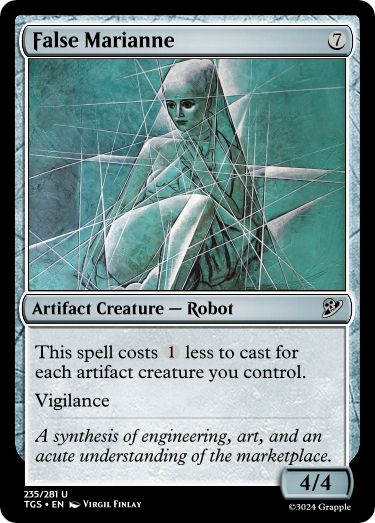 False Marianne 7
Artifact Creature — Robot
This spell costs 1 less to cast for
each artifact creature you control.
Vigilance
A synthesis of engineering, art, and an
acute understanding of the marketplace.
4/4
235/281 U
TGS • EN Virgil Finlay
©3024 Grapple